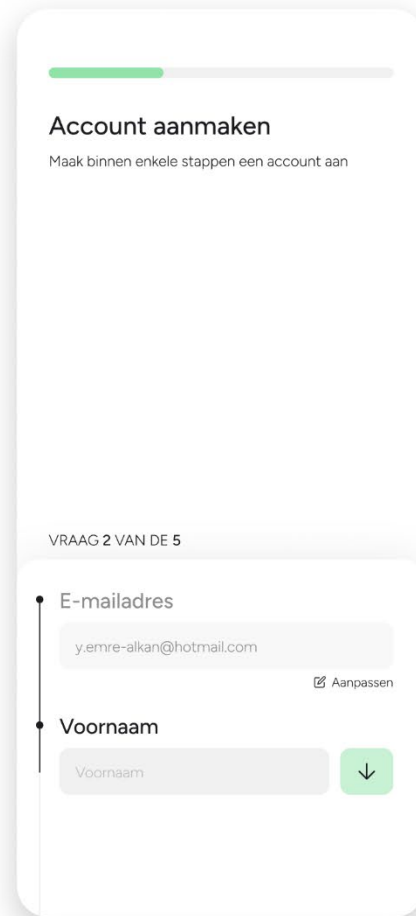 Account aanmaken
Maak binnen enkele stappen een account aan
VRAAG 2 VAN DE 5
E-mailadres
y.emre-alkan@hotmail.com
Aanpassen
Voornaam
Voornaam